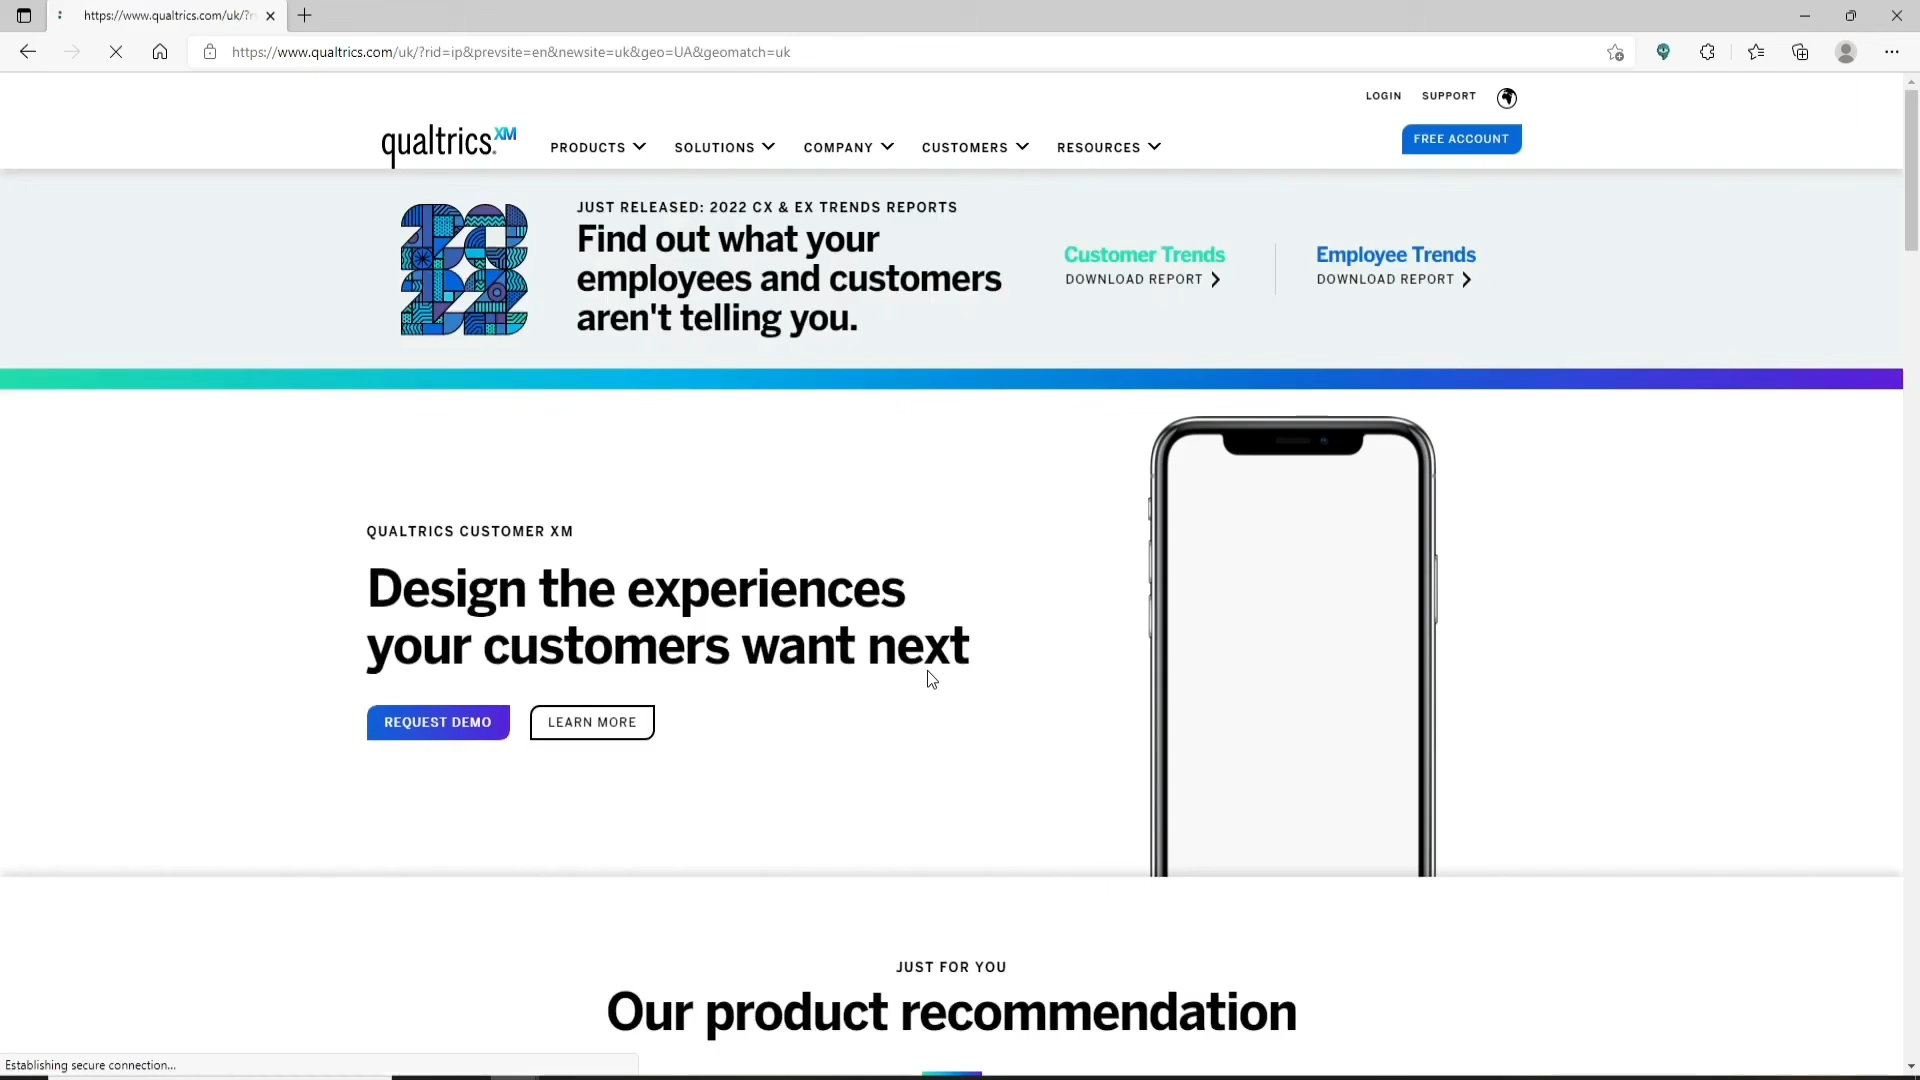 https://www.qualtrics.com/uk/?r
https://www.qualtrics.com/uk/?rid=ip&prevsite=en&newsite=uk&geo=UA&geomatch=uk
LOGIN SUPPORT
qualtrics.XM PRODUCTS SOLUTIONS COMPANY CUSTOMERS RESOURCES FREE ACCOUNT
JUST RELEASED: 2022 CX & EX TRENDS REPORTS
Find out what your
employees and customers
aren't telling you.
Customer Trends
DOWNLOAD REPORT
Employee Trends
DOWNLOAD REPORT
2022
QUALTRICS CUSTOMER XM
Design the experiences
your customers want next
REQUEST DEMO LEARN MORE
JUST FOR YOU
Our product recommendation
Establishing secure connection...